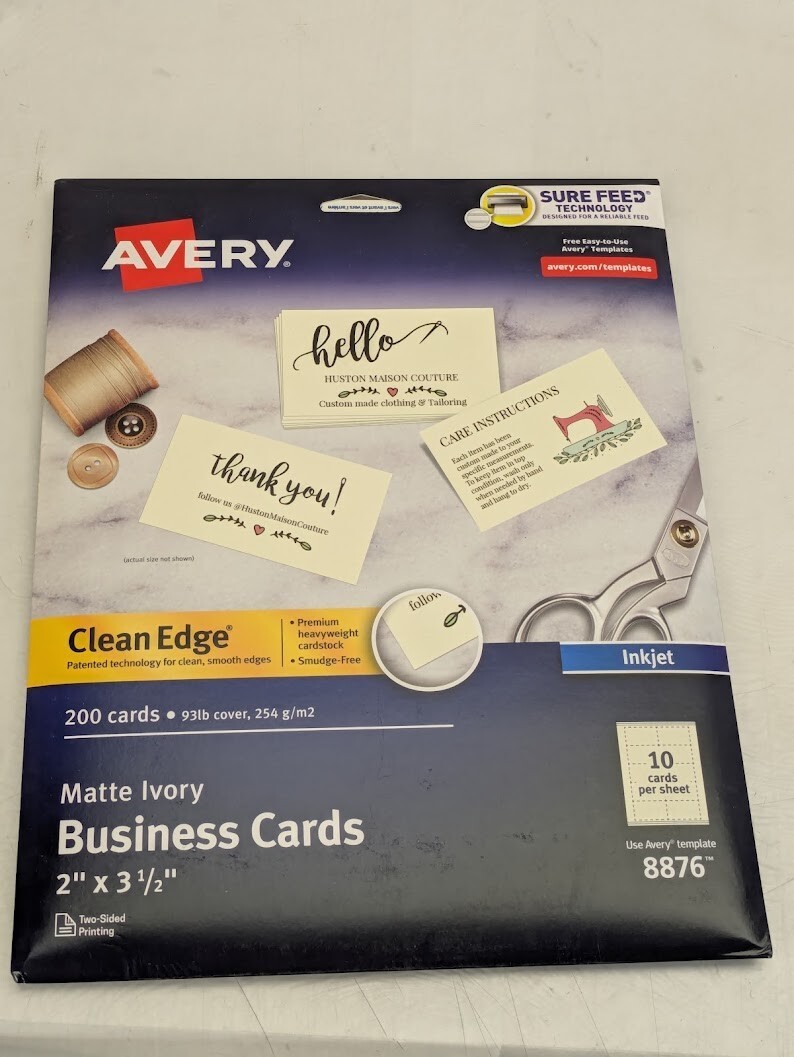 SURE FEED®
TECHNOLOGY
DESIGNED FOR A RELIABLE FEED
AVERY®
Free Easy-to-Use
Avery® Templates
avery.com/templates
hello
HUSTON MAISON COUTURE
Custom made clothing & Tailoring
CARE INSTRUCTIONS
Each item has been
custom made to your
specific measurements.
To keep item in top
condition, wash only
when needed by hand
and hang to dry.
thank you!
follow us @HustonMaisonCouture
(actual size not shown)
follow
Clean Edge®
Patented technology for clean, smooth edges
• Premium
heavyweight
cardstock
• Smudge-Free
Inkjet
200 cards • 93lb cover, 254 g/m2
10
cards
per sheet
Matte Ivory
Business Cards
2" x 3 1/2"
Use Avery® template
8876™
Two-Sided
Printing